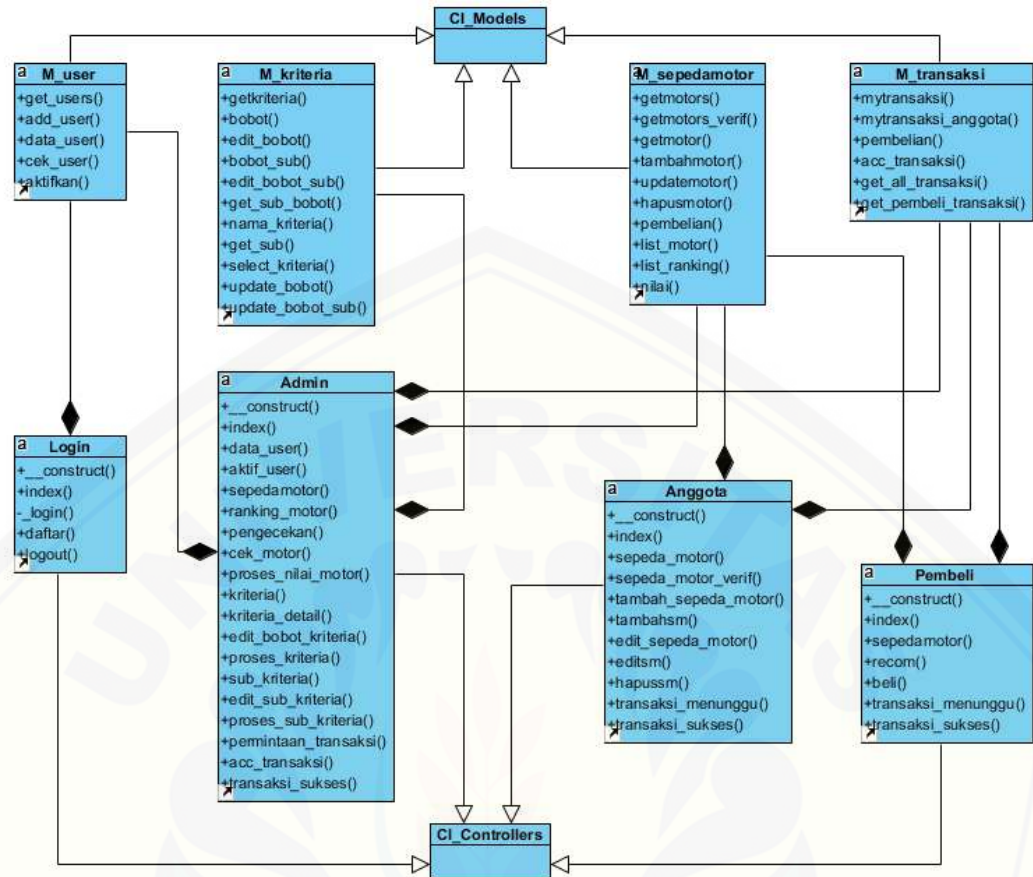 CI_Models
a
M_user
+get_users()
+add_user()
+data_user()
+cek_user()
+aktifkan()
a
M_kriteria
+getkriteria()
+bobot()
+edit_bobot()
+bobot_sub()
+edit_bobot_sub()
+get_sub_bobot()
+nama_kriteria()
+get_sub()
+select_kriteria()
+update_bobot()
+update_bobot_sub()
a
M_sepedamotor
+getmotors()
+getmotors_verif()
+getmotor()
+tambahmotor()
+updatemotor()
+hapusmotor()
+pembelian()
+list_motor()
+list_ranking()
+nilai()
a
M_transaksi
+mytransaksi()
+mytransaksi_anggota()
+pembelian()
+acc_transaksi()
+get_all_transaksi()
+get_pembeli_transaksi()
a
Login
+__construct()
+index()
-_login()
+daftar()
+logout()
a
Admin
+__construct()
+index()
+data_user()
+aktif_user()
+sepedamotor()
+ranking_motor()
+pengecekan()
+cek_motor()
+proses_nilai_motor()
+kriteria()
+kriteria_detail()
+edit_bobot_kriteria()
+proses_kriteria()
+sub_kriteria()
+edit_sub_kriteria()
+proses_sub_kriteria()
+permintaan_transaksi()
+acc_transaksi()
+transaksi_sukses()
a
Anggota
+__construct()
+index()
+sepeda_motor()
+sepeda_motor_verif()
+tambah_sepeda_motor()
+tambahsm()
+edit_sepeda_motor()
+editsm()
+hapussm()
+transaksi_menunggu()
+transaksi_sukses()
a
Pembeli
+__construct()
+index()
+sepedamotor()
+recom()
+beli()
+transaksi_menunggu()
+transaksi_sukses()
CI_Controllers
UNIVERSITAS